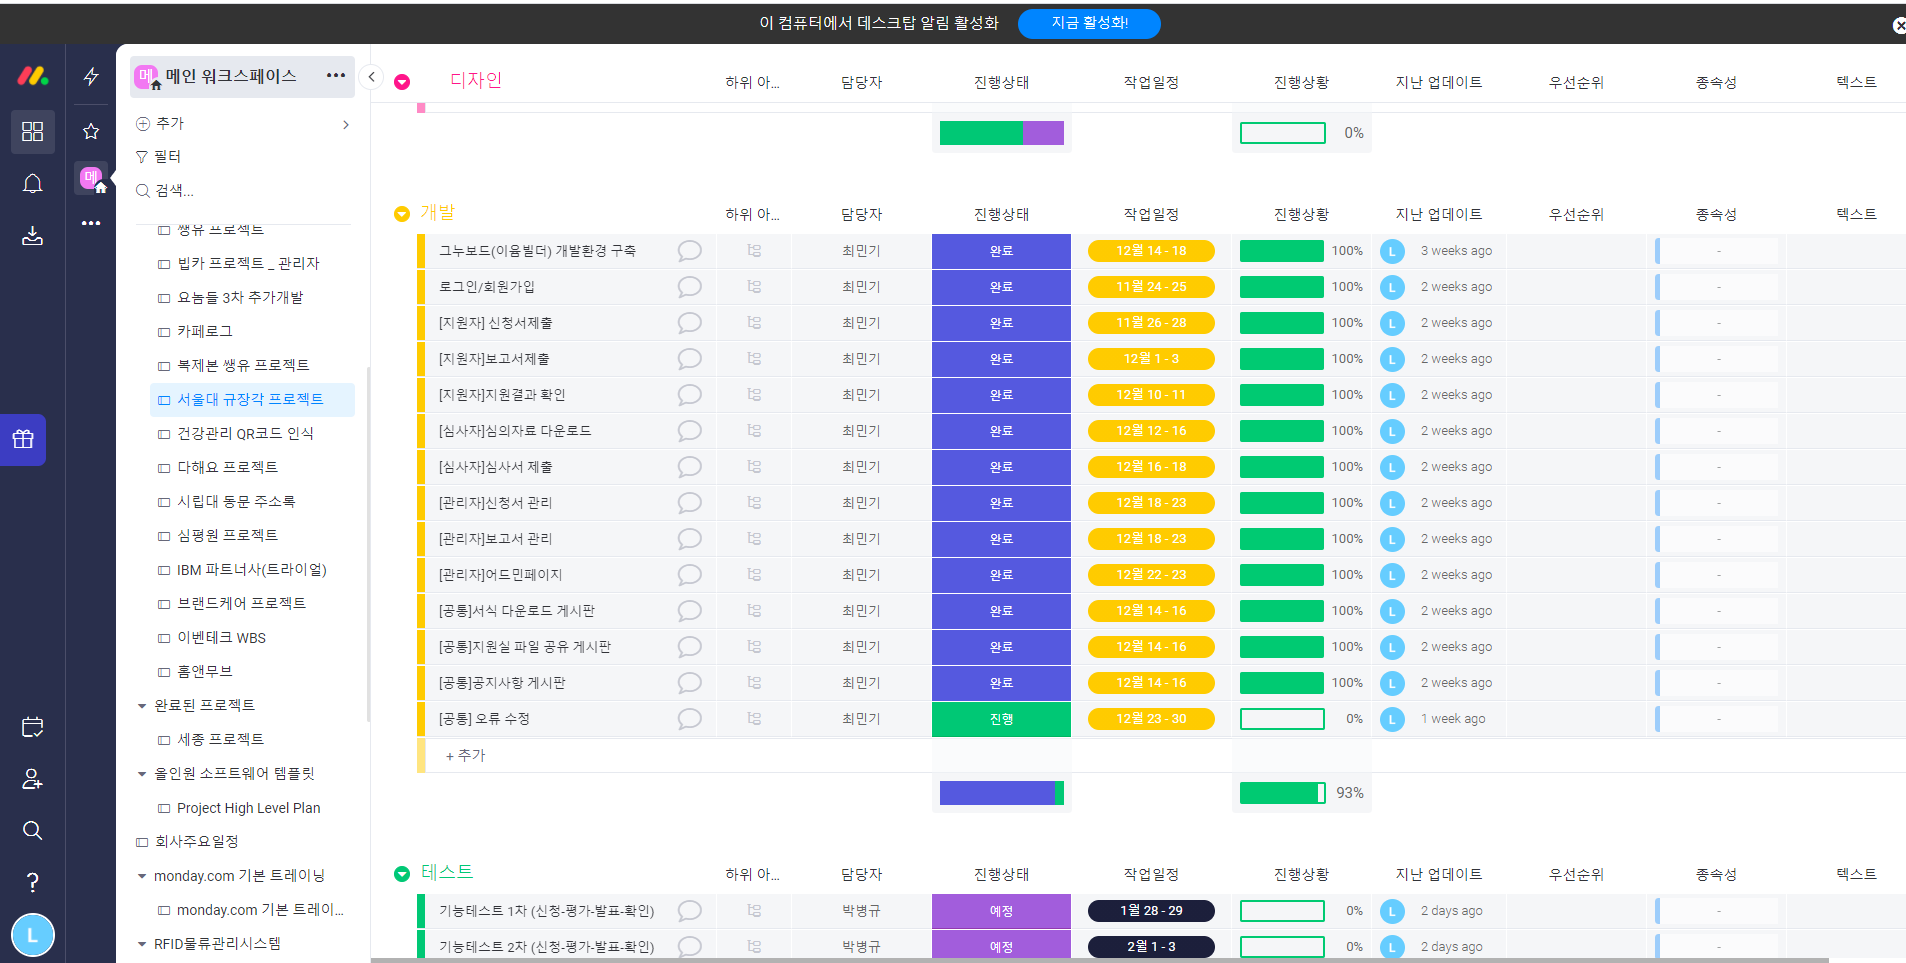 이 컴퓨터에서 데스크탑 알림 활성화 지금 활성화!
메 메인 워크스페이스
추가
필터
검색...
쌩유 프로젝트
빕카 프로젝트 _ 관리자
요놈들 3차 추가개발
카페로그
복제본 쌩유 프로젝트
서울대 규장각 프로젝트
건강관리 QR코드 인식
다해요 프로젝트
시립대 동문 주소록
심평원 프로젝트
IBM 파트너사(트라이얼)
브랜드케어 프로젝트
이벤테크 WBS
홈앤무브
완료된 프로젝트
세종 프로젝트
올인원 소프트웨어 템플릿
Project High Level Plan
회사주요일정
monday.com 기본 트레이닝
monday.com 기본 트레이...
RFID물류관리시스템
메
L
디자인 하위 아... 담당자 진행상태 작업일정 진행상황 지난 업데이트 우선순위 종속성 텍스트
0%
개발 하위 아... 담당자 진행상태 작업일정 진행상황 지난 업데이트 우선순위 종속성 텍스트
그누보드(이윰빌더) 개발환경 구축 최민기 완료 12월 14 - 18 100% L 3 weeks ago -
로그인/회원가입 최민기 완료 11월 24 - 25 100% L 2 weeks ago -
[지원자] 신청서제출 최민기 완료 11월 26 - 28 100% L 2 weeks ago -
[지원자]보고서제출 최민기 완료 12월 1 - 3 100% L 2 weeks ago -
[지원자]지원결과 확인 최민기 완료 12월 10 - 11 100% L 2 weeks ago -
[심사자]심의자료 다운로드 최민기 완료 12월 12 - 16 100% L 2 weeks ago -
[심사자]심사서 제출 최민기 완료 12월 16 - 18 100% L 2 weeks ago -
[관리자]신청서 관리 최민기 완료 12월 18 - 23 100% L 2 weeks ago -
[관리자]보고서 관리 최민기 완료 12월 18 - 23 100% L 2 weeks ago -
[관리자]어드민페이지 최민기 완료 12월 22 - 23 100% L 2 weeks ago -
[공통]서식 다운로드 게시판 최민기 완료 12월 14 - 16 100% L 2 weeks ago -
[공통]지원실 파일 공유 게시판 최민기 완료 12월 14 - 16 100% L 2 weeks ago -
[공통]공지사항 게시판 최민기 완료 12월 14 - 16 100% L 2 weeks ago -
[공통] 오류 수정 최민기 진행 12월 23 - 30 0% L 1 week ago -
+ 추가
93%
테스트 하위 아... 담당자 진행상태 작업일정 진행상황 지난 업데이트 우선순위 종속성 텍스트
기능테스트 1차 (신청-평가-발표-확인) 박병규 예정 1월 28 - 29 0% L 2 days ago -
기능테스트 2차 (신청-평가-발표-확인) 박병규 예정 2월 1 - 3 0% L 2 days ago -